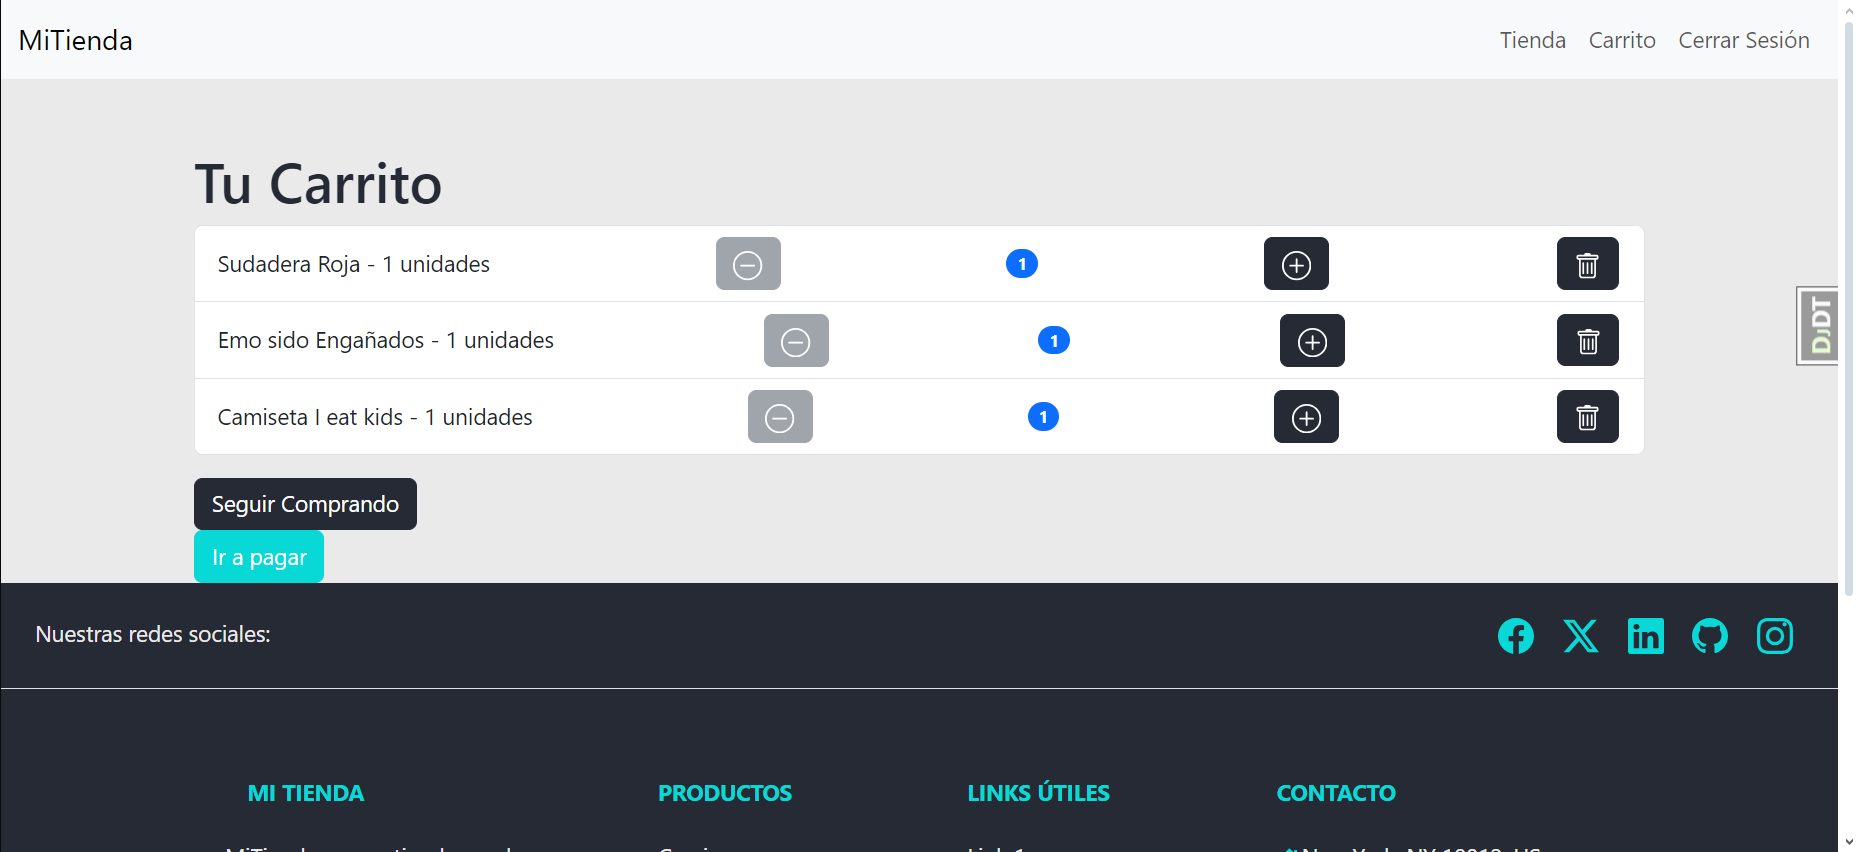 MiTienda
Tienda Carrito Cerrar Sesión
Tu Carrito
Sudadera Roja - 1 unidades 1
Emo sido Engañados - 1 unidades 1
Camiseta I eat kids - 1 unidades 1
DJDT
Seguir Comprando
Ir a pagar
Nuestras redes sociales:
MI TIENDA PRODUCTOS LINKS ÚTILES CONTACTO